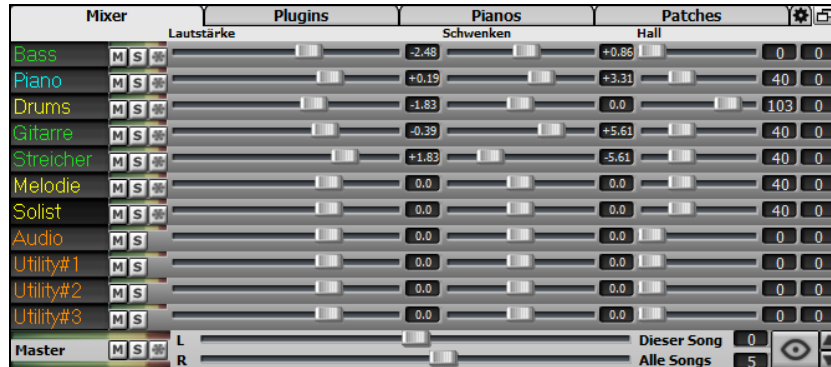 Mixer Plugins Pianos Patches
Lautstärke Schwenken Hall
Bass M S -2.48 +0.86 0 0
Piano M S +0.19 +3.31 40 0
Drums M S -1.83 0.0 103 0
Gitarre M S -0.39 +5.61 40 0
Streicher M S +1.83 -5.61 40 0
Melodie M S 0.0 0.0 40 0
Solist M S 0.0 0.0 40 0
Audio M S 0.0 0.0 0 0
Utility#1 M S 0.0 0.0 0 0
Utility#2 M S 0.0 0.0 0 0
Utility#3 M S 0.0 0.0 0 0
Master M S L Dieser Song 0
R Alle Songs 5